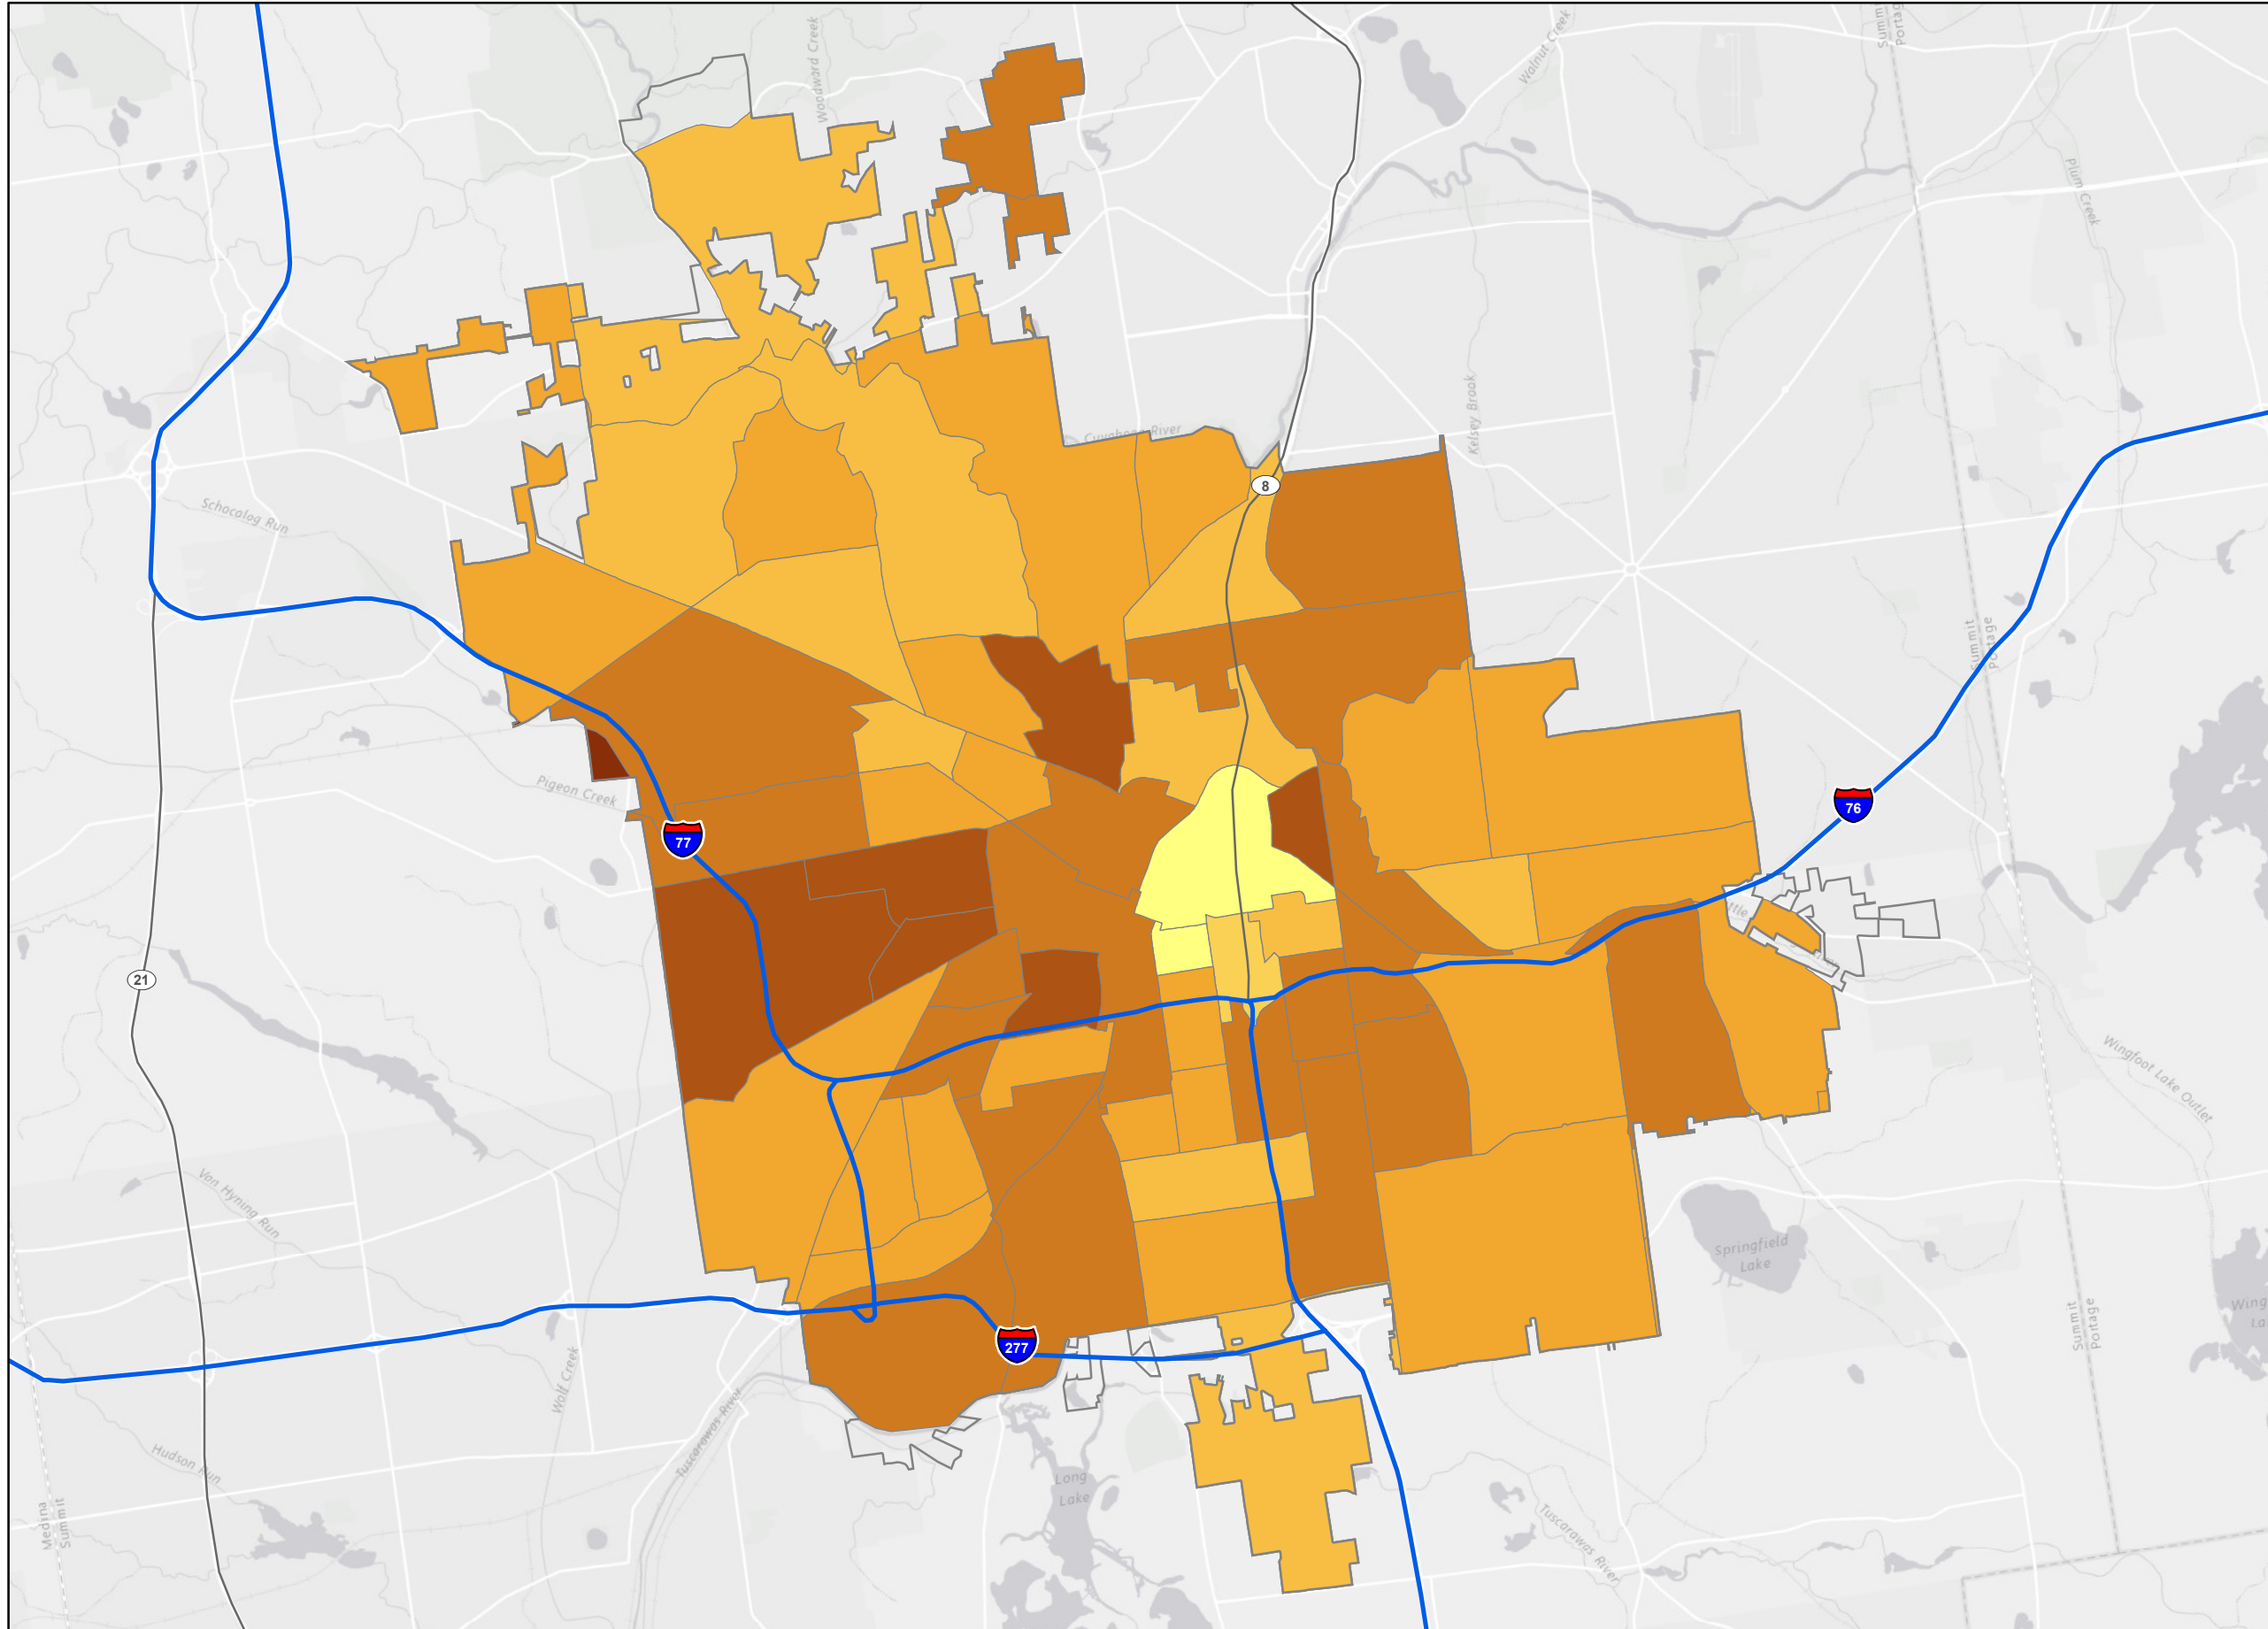 Woodward Creek
Walnut Creek
Summit
Portage
Plum Creek
Kelsey Brook
Cuyahoga River
8
Schocalog Run
Summit
Portage
Pigeon Creek
77
76
21
Wingfoot Lake Outlet
Van Hyning Run
Springfield
Lake
Summit
Portage
277
Wolf Creek
Tuscarawas River
Hudson Run
Long
Lake
Medina
Summit
Tuscarawas River